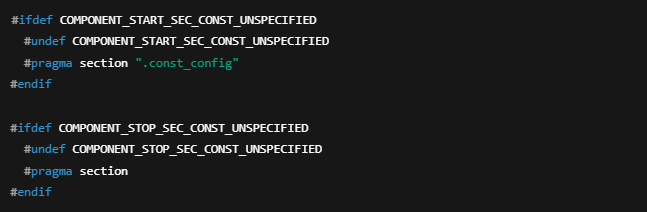 #ifdef COMPONENT_START_SEC_CONST_UNSPECIFIED
  #undef COMPONENT_START_SEC_CONST_UNSPECIFIED
  #pragma section ".const_config"
#endif

#ifdef COMPONENT_STOP_SEC_CONST_UNSPECIFIED
  #undef COMPONENT_STOP_SEC_CONST_UNSPECIFIED
  #pragma section
#endif